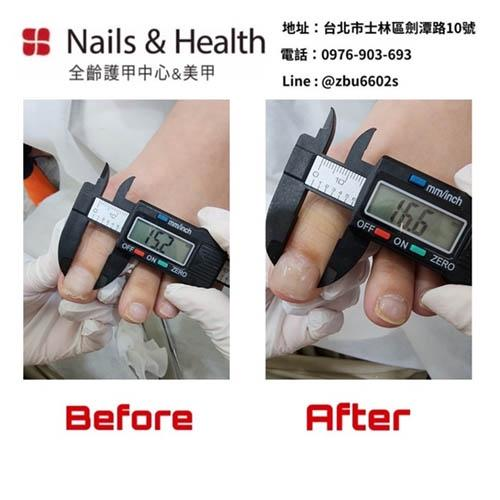 Nails & Health
全齡護甲中心&美甲
地址：台北市士林區劍潭路10號
電話：0976-903-693
Line : @zbu6602s
mm/inch
15.2
OFF ON ZERO
mm/inch
16.6
OFF ON ZERO
Before
After